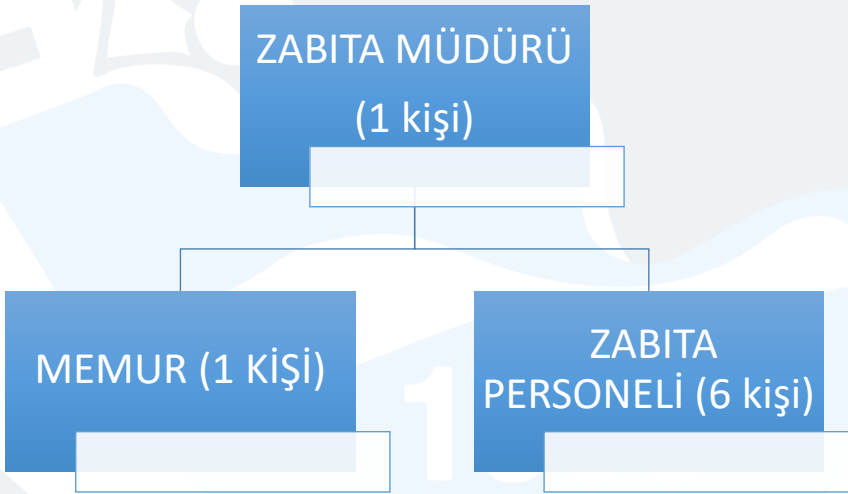 ZABITA MÜDÜRÜ
(1 kişi)
MEMUR (1 KİŞİ)
ZABITA
PERSONELİ (6 kişi)